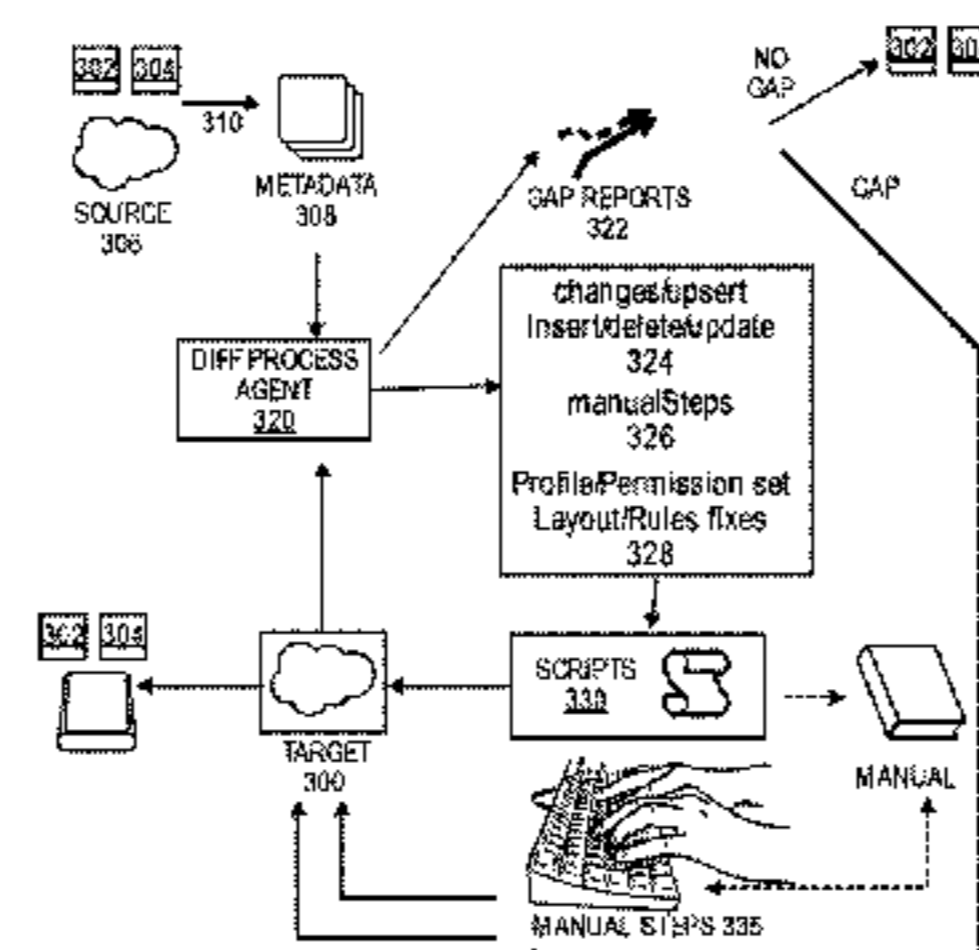 302 304
310
SOURCE
306
METADATA
308
GAP REPORTS
322
NO
GAP
302
GAP
DIFF PROCESS
AGENT
320
changes/upsert
Insert/delete/update
324
manualSteps
326
Profile/Permission set
Layout/Rules fixes
328
302 304
TARGET
300
SCRIPTS
330
MANUAL
MANUAL STEPS 335